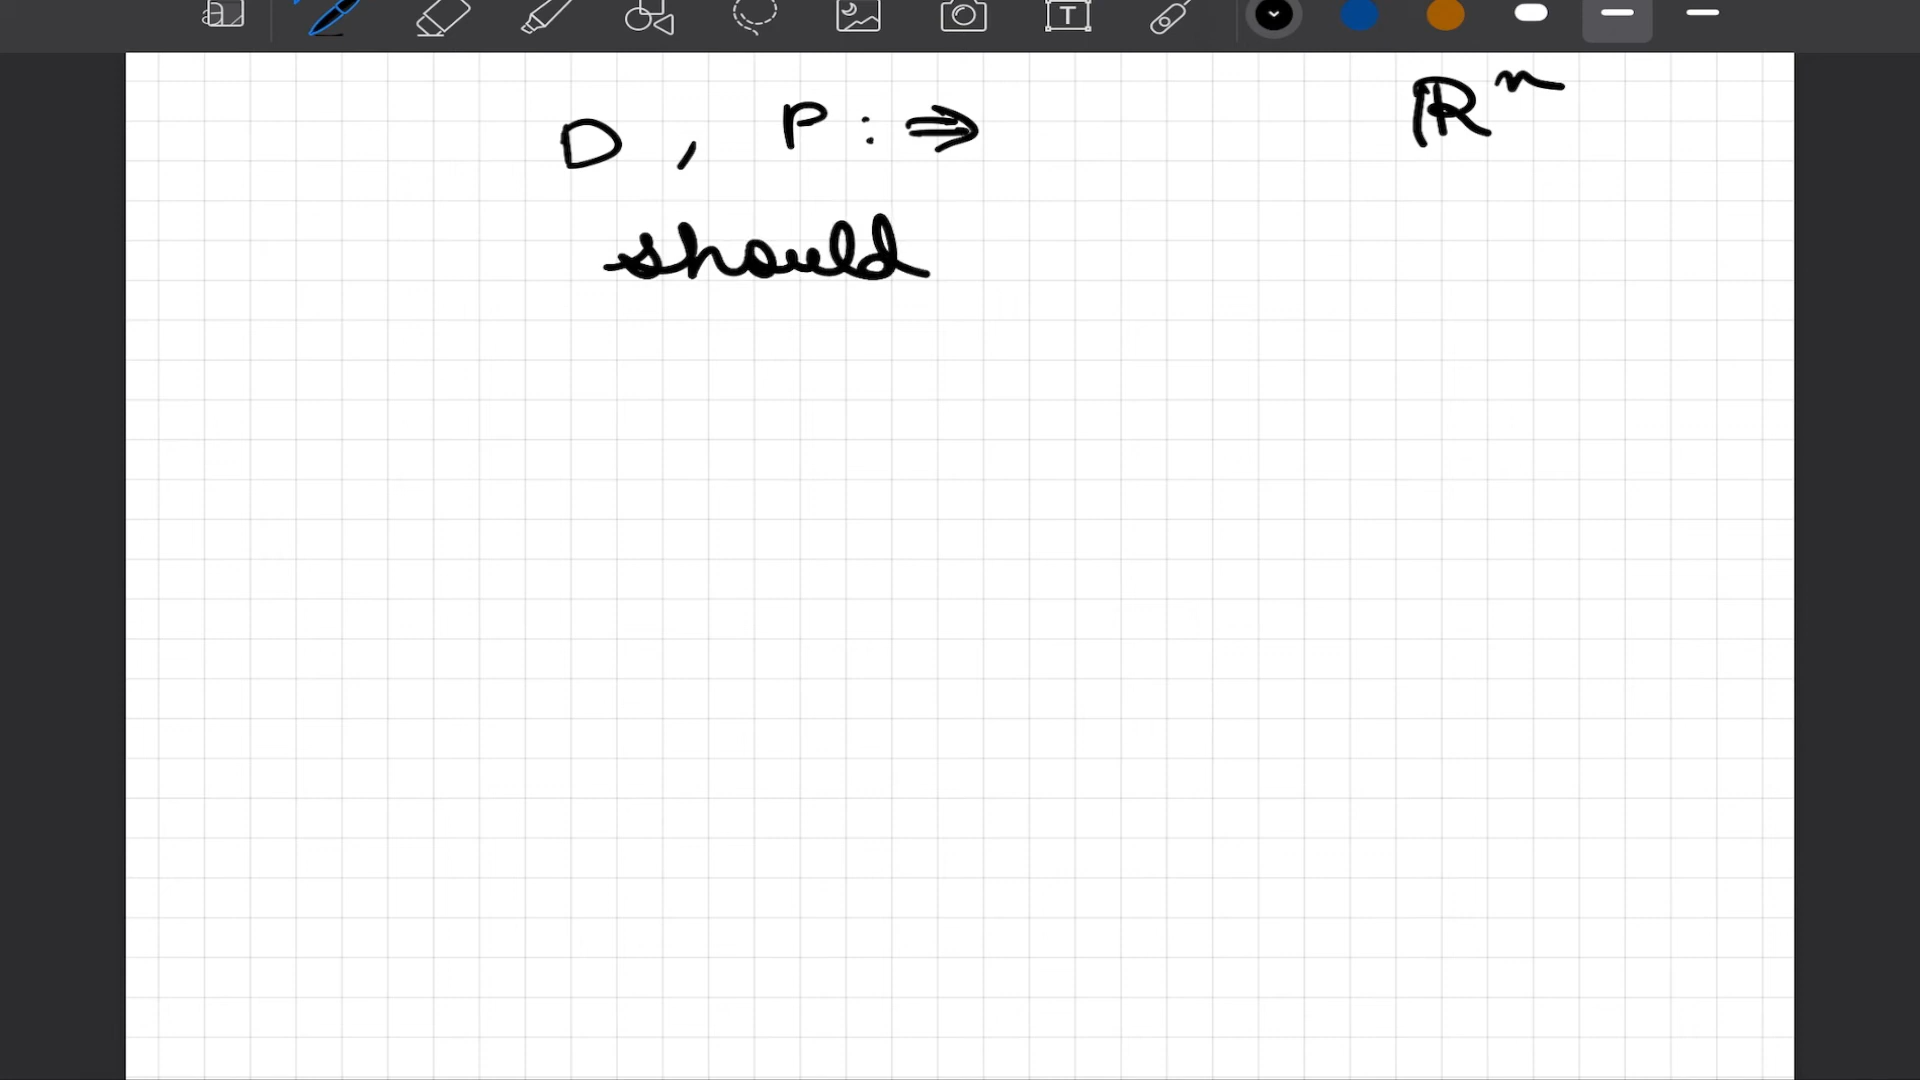 D , P : ⇒ ℝⁿ
should